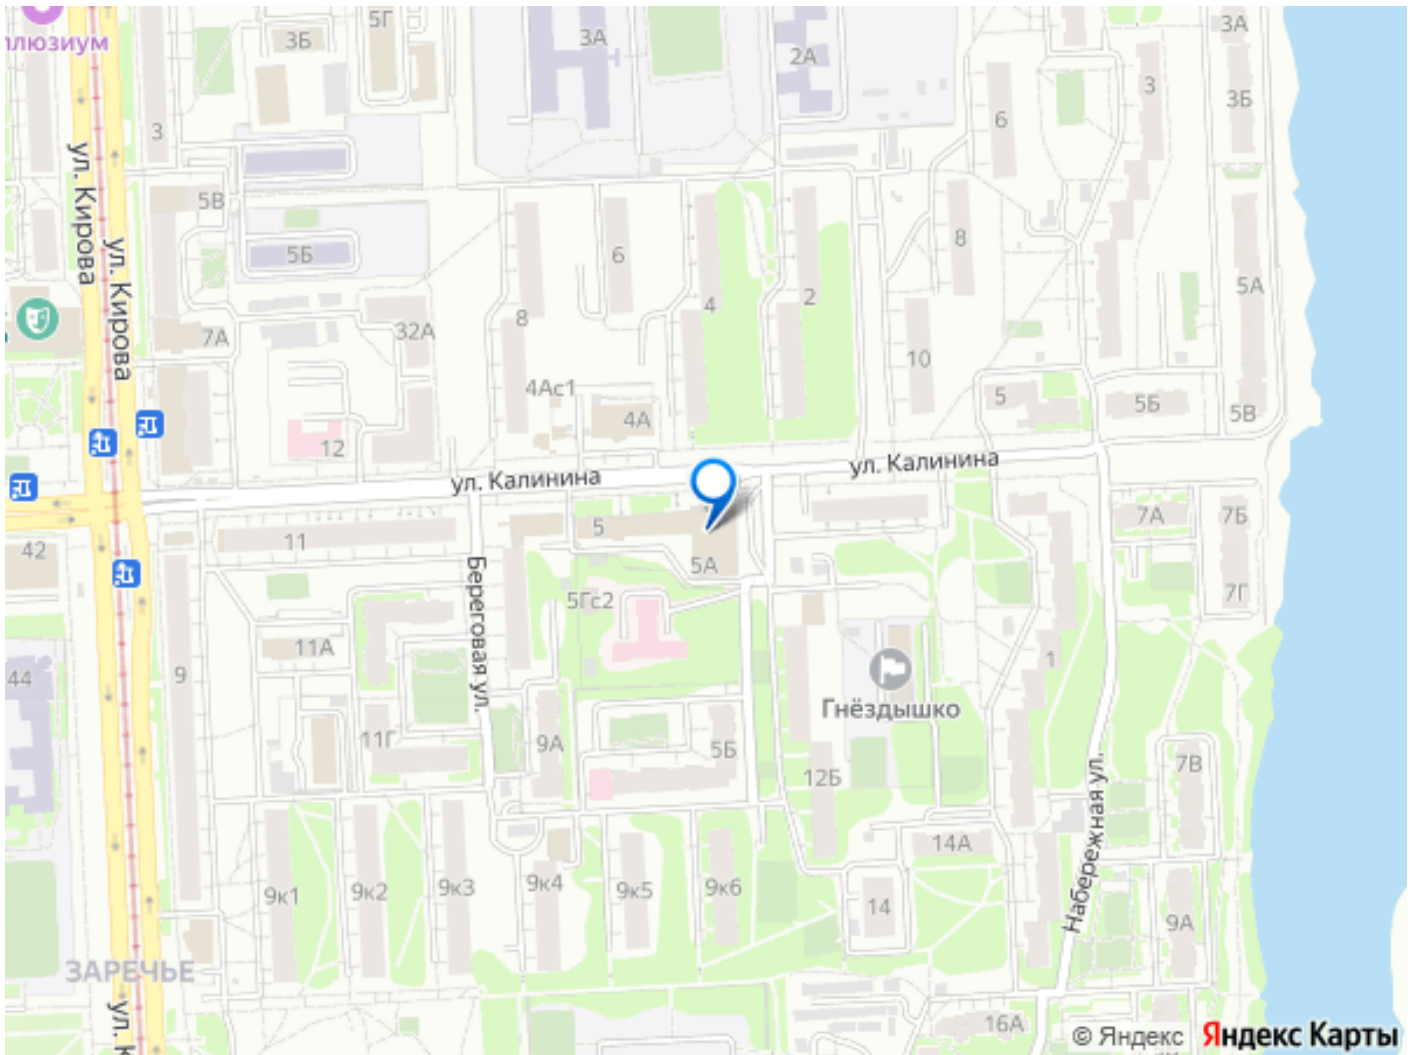 ллюзиум
5Г
3Б
3А
2А
3А
3Б
3
6
3
ул. Кирова
5В
ул. Кирова
5Б
6
8
4
2
5А
8
32А
7А
10
4Ас1
4А
5
5Б
5В
12
ул. Калинина
ул. Калинина
5
7А
7Б
11
42
5А
Береговая ул.
5Гс2
7Г
11А
44
9
1
Гнёздышко
11Г
9А
5Б
12Б
7В
Набережная ул.
14А
9к1
9к2
9к3
9к4
9к5
9к6
14
9А
ЗАРЕЧЬЕ
ул. К
16А
© Яндекс
Яндекс Карты